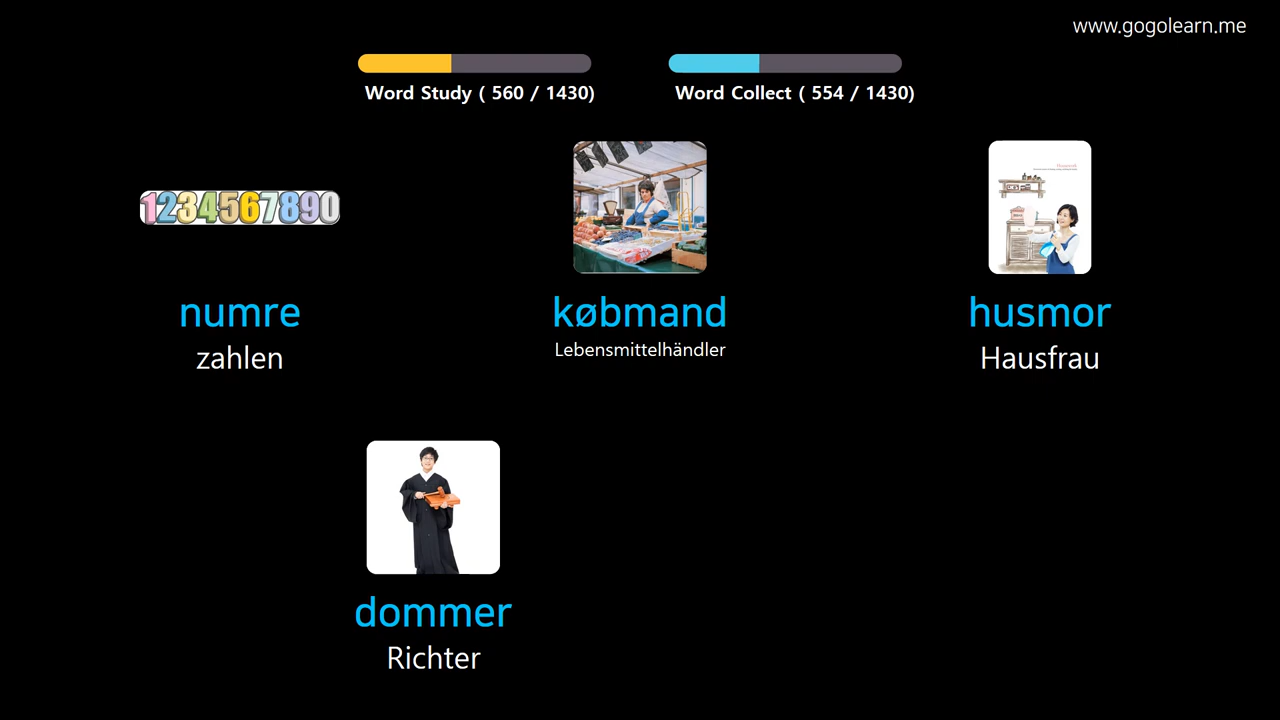 www.gogolearn.me
Word Study ( 560 / 1430)
Word Collect ( 554 / 1430)
1234567890
numre
zahlen
købmand
Lebensmittelhändler
husmor
Hausfrau
dommer
Richter